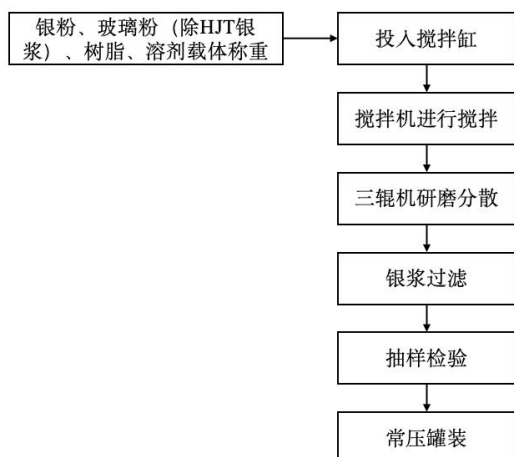 银粉、玻璃粉（除HJT银
浆）、树脂、溶剂载体称重
投入搅拌缸
搅拌机进行搅拌
三辊机研磨分散
银浆过滤
抽样检验
常压罐装